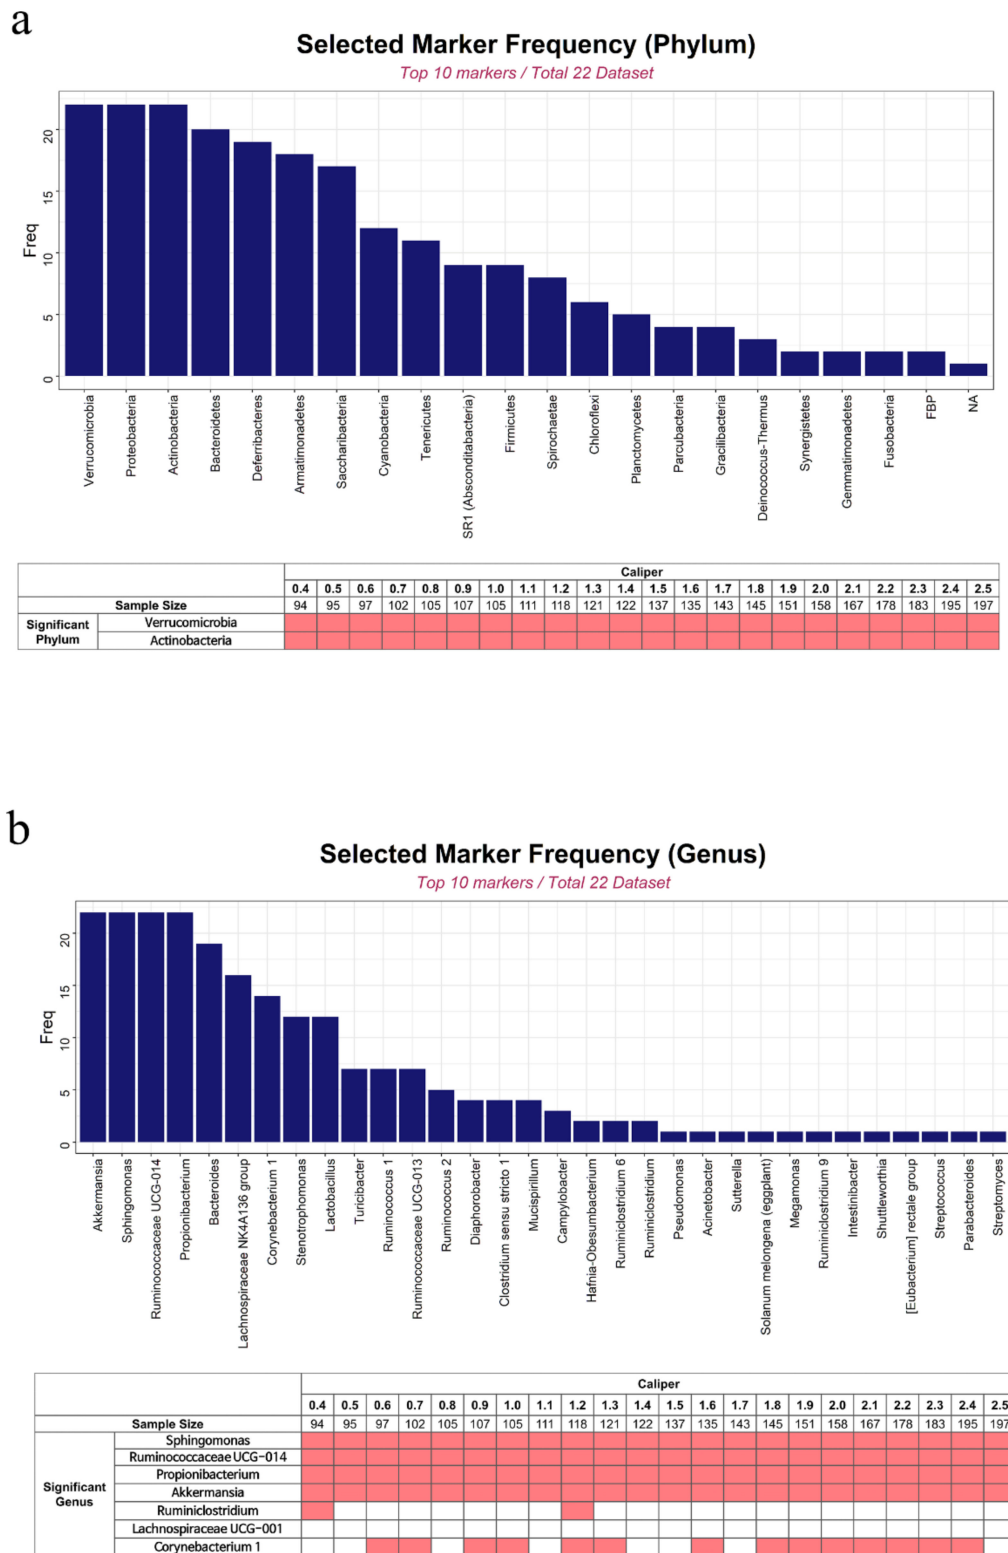 a
Selected Marker Frequency (Phylum)
Top 10 markers / Total 22 Dataset
Freq
20
15
10
5
0
Verrucomicrobia
Proteobacteria
Actinobacteria
Bacteroidetes
Deferribacteres
Armatimonadetes
Saccharibacteria
Cyanobacteria
Tenericutes
SR1 (Absconditabacteria)
Firmicutes
Spirochaetae
Chloroflexi
Planctomycetes
Parcubacteria
Gracilibacteria
Deinococcus-Thermus
Synergistetes
Gemmatimonadetes
Fusobacteria
FBP
NA
Caliper
0.4 0.5 0.6 0.7 0.8 0.9 1.0 1.1 1.2 1.3 1.4 1.5 1.6 1.7 1.8 1.9 2.0 2.1 2.2 2.3 2.4 2.5
Sample Size 94 95 97 102 105 107 105 111 118 121 122 137 135 143 145 151 158 167 178 183 195 197
Significant Phylum
Verrucomicrobia
Actinobacteria
b
Selected Marker Frequency (Genus)
Top 10 markers / Total 22 Dataset
Freq
20
15
10
5
0
Akkermansia
Sphingomonas
Ruminococcaceae UCG-014
Propionibacterium
Bacteroides
Lachnospiraceae NK4A136 group
Corynebacterium 1
Stenotrophomonas
Lactobacillus
Turicibacter
Ruminococcus 1
Ruminococcaceae UCG-013
Ruminococcus 2
Diaphorobacter
Clostridium sensu stricto 1
Mucispirillum
Campylobacter
Hafnia-Obesumbacterium
Ruminiclostridium 6
Ruminiclostridium
Pseudomonas
Acinetobacter
Sutterella
Solanum melongena (eggplant)
Megamonas
Ruminiclostridium 9
Intestinibacter
Shuttleworthia
[Eubacterium] rectale group
Streptococcus
Parabacteroides
Streptomyces
Caliper
0.4 0.5 0.6 0.7 0.8 0.9 1.0 1.1 1.2 1.3 1.4 1.5 1.6 1.7 1.8 1.9 2.0 2.1 2.2 2.3 2.4 2.5
Sample Size 94 95 97 102 105 107 105 111 118 121 122 137 135 143 145 151 158 167 178 183 195 197
Significant Genus
Sphingomonas
Ruminococcaceae UCG-014
Propionibacterium
Akkermansia
Ruminiclostridium
Lachnospiraceae UCG-001
Corynebacterium 1